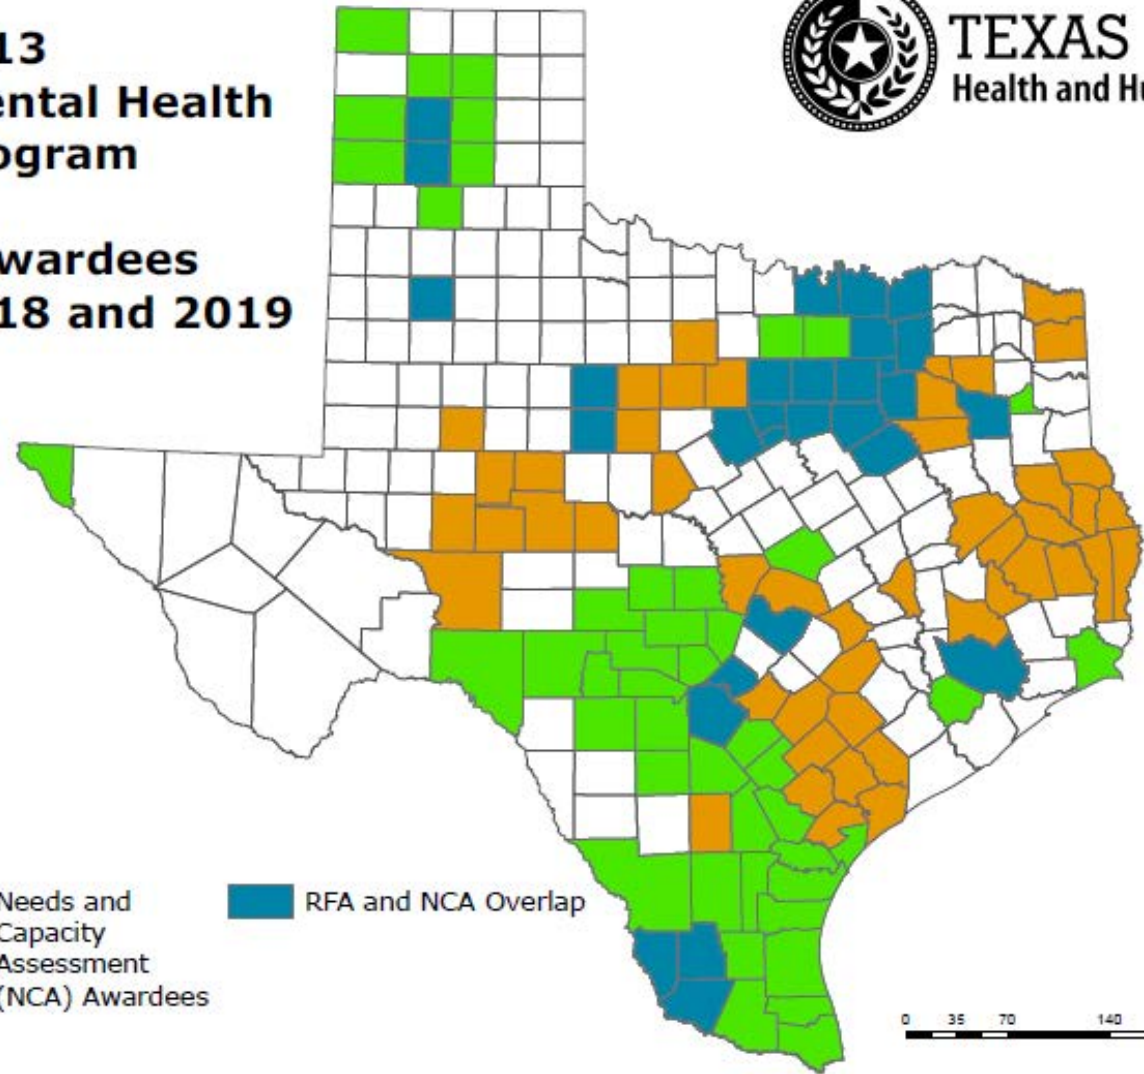 13
ental Health
ogram
wardees
18 and 2019
TEXAS
Health and Hu
Needs and
Capacity
Assessment
(NCA) Awardees
RFA and NCA Overlap
0 35 70 140